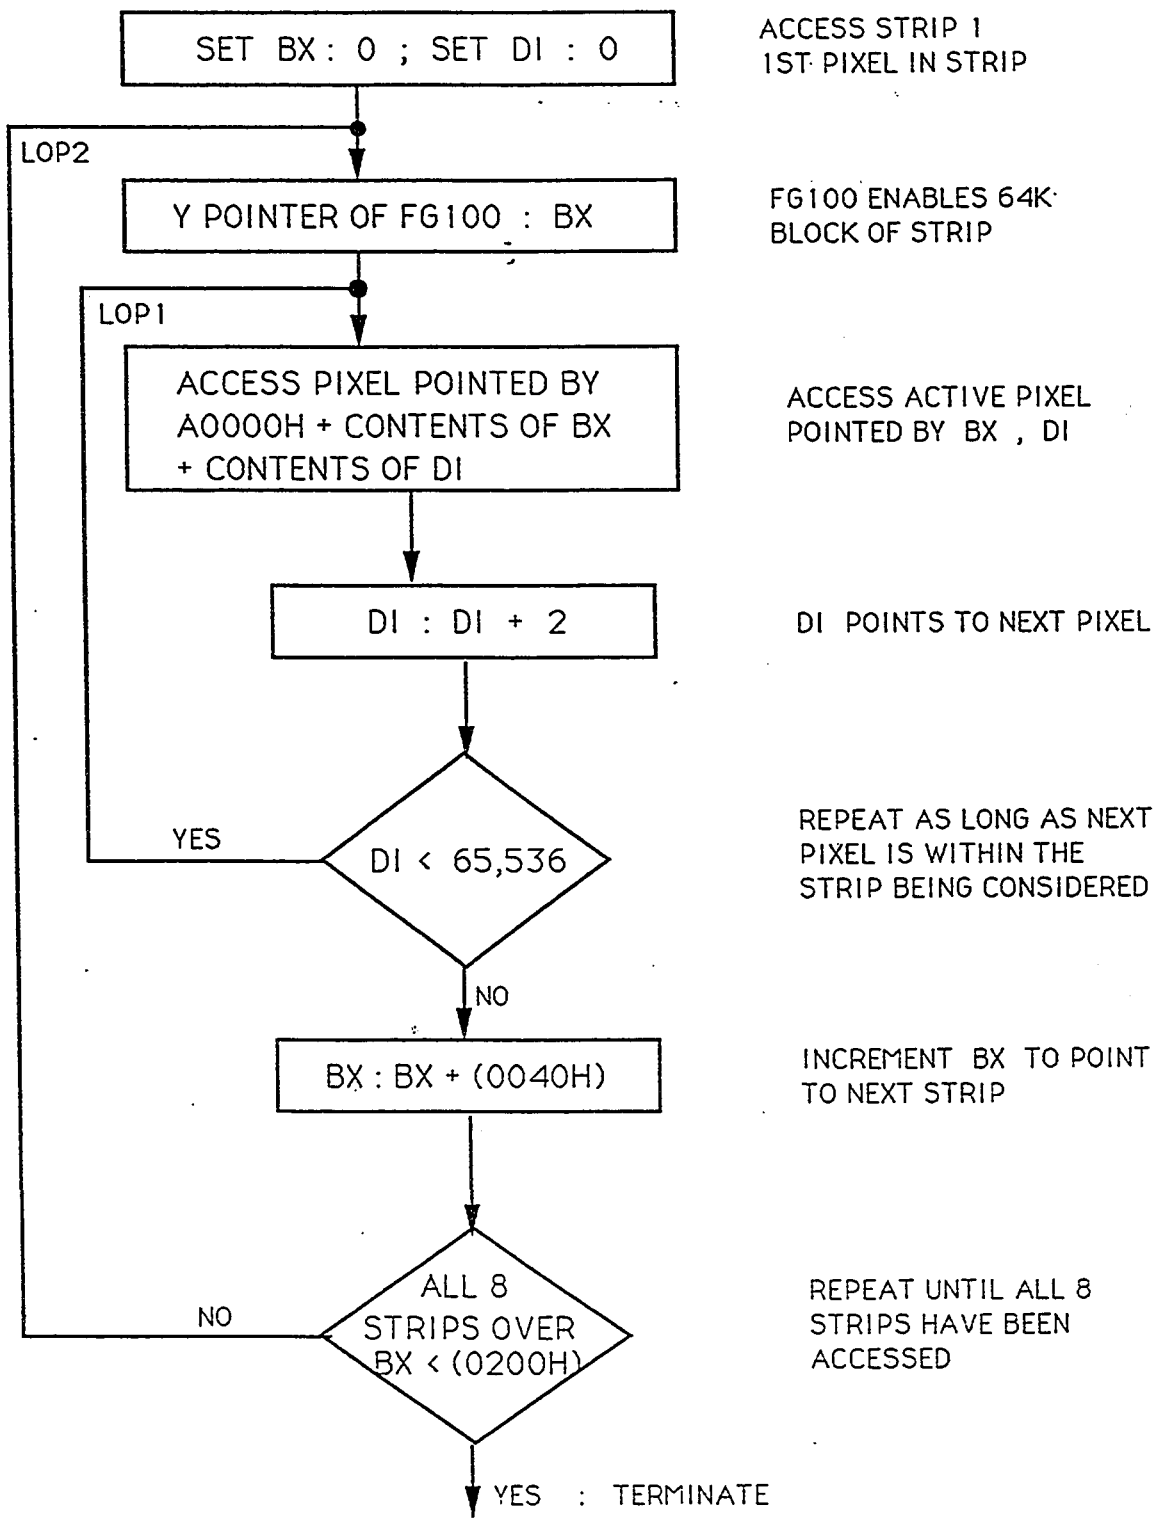 SET BX : 0 ; SET DI : 0
ACCESS STRIP 1
1ST PIXEL IN STRIP
LOP2
Y POINTER OF FG100 : BX
FG100 ENABLES 64K
BLOCK OF STRIP
LOP1
ACCESS PIXEL POINTED BY
A0000H + CONTENTS OF BX
+ CONTENTS OF DI
ACCESS ACTIVE PIXEL
POINTED BY BX , DI
DI : DI + 2
DI POINTS TO NEXT PIXEL
YES
DI < 65,536
REPEAT AS LONG AS NEXT
PIXEL IS WITHIN THE
STRIP BEING CONSIDERED
NO
BX : BX + (0040H)
INCREMENT BX TO POINT
TO NEXT STRIP
NO
ALL 8
STRIPS OVER
BX < (0200H)
REPEAT UNTIL ALL 8
STRIPS HAVE BEEN
ACCESSED
YES : TERMINATE